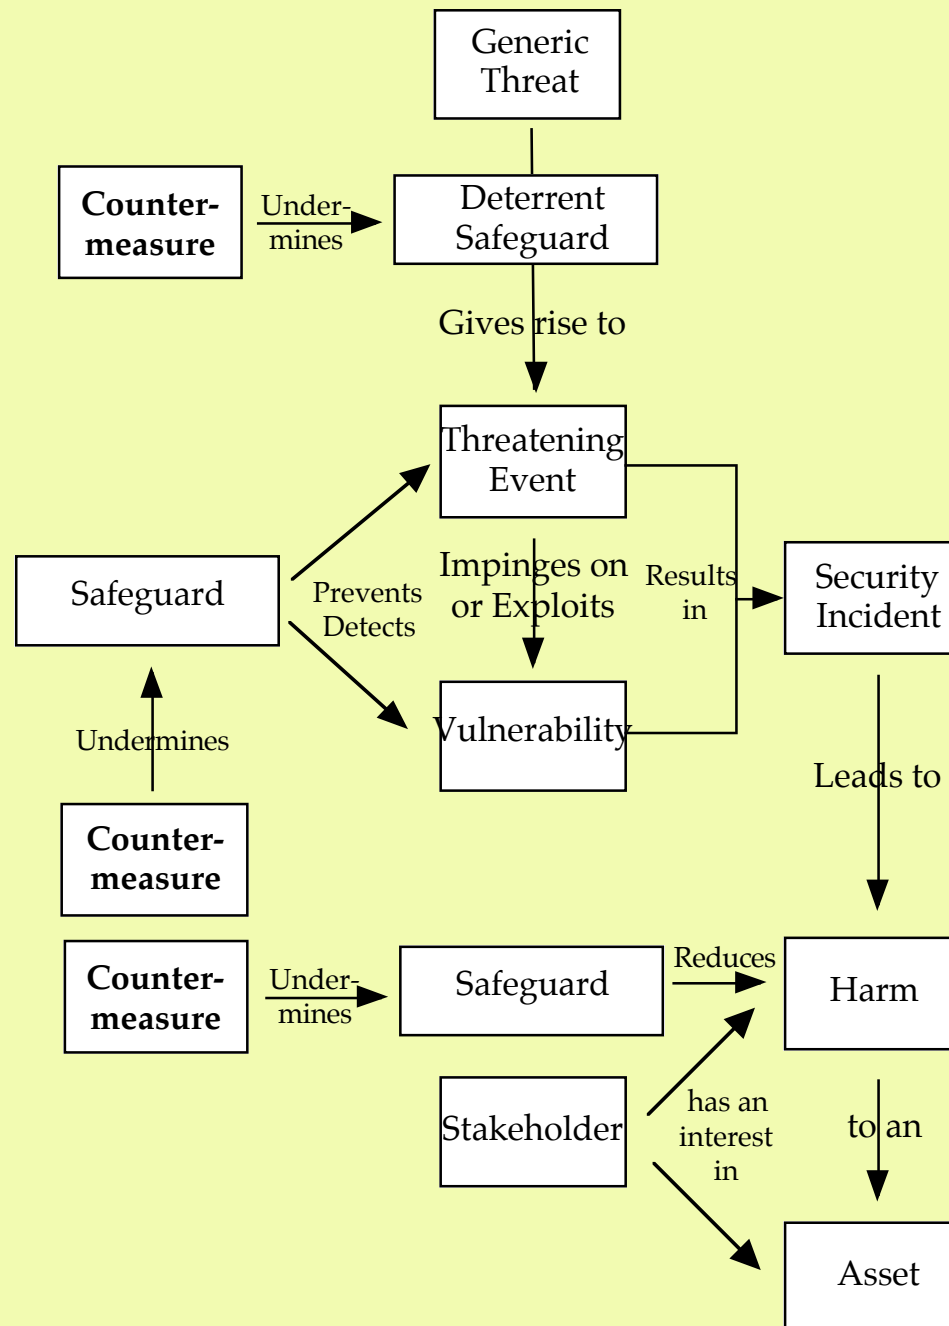 Generic
Threat
Counter-
measure
Under-
mines
Deterrent
Safeguard
Gives rise to
Threatening
Event
Safeguard
Prevents
Detects
Impinges on
or Exploits
Results
in
Security
Incident
Vulnerability
Undermines
Leads to
Counter-
measure
Counter-
measure
Under-
mines
Safeguard
Reduces
Harm
Stakeholder
has an
interest
in
to an
Asset